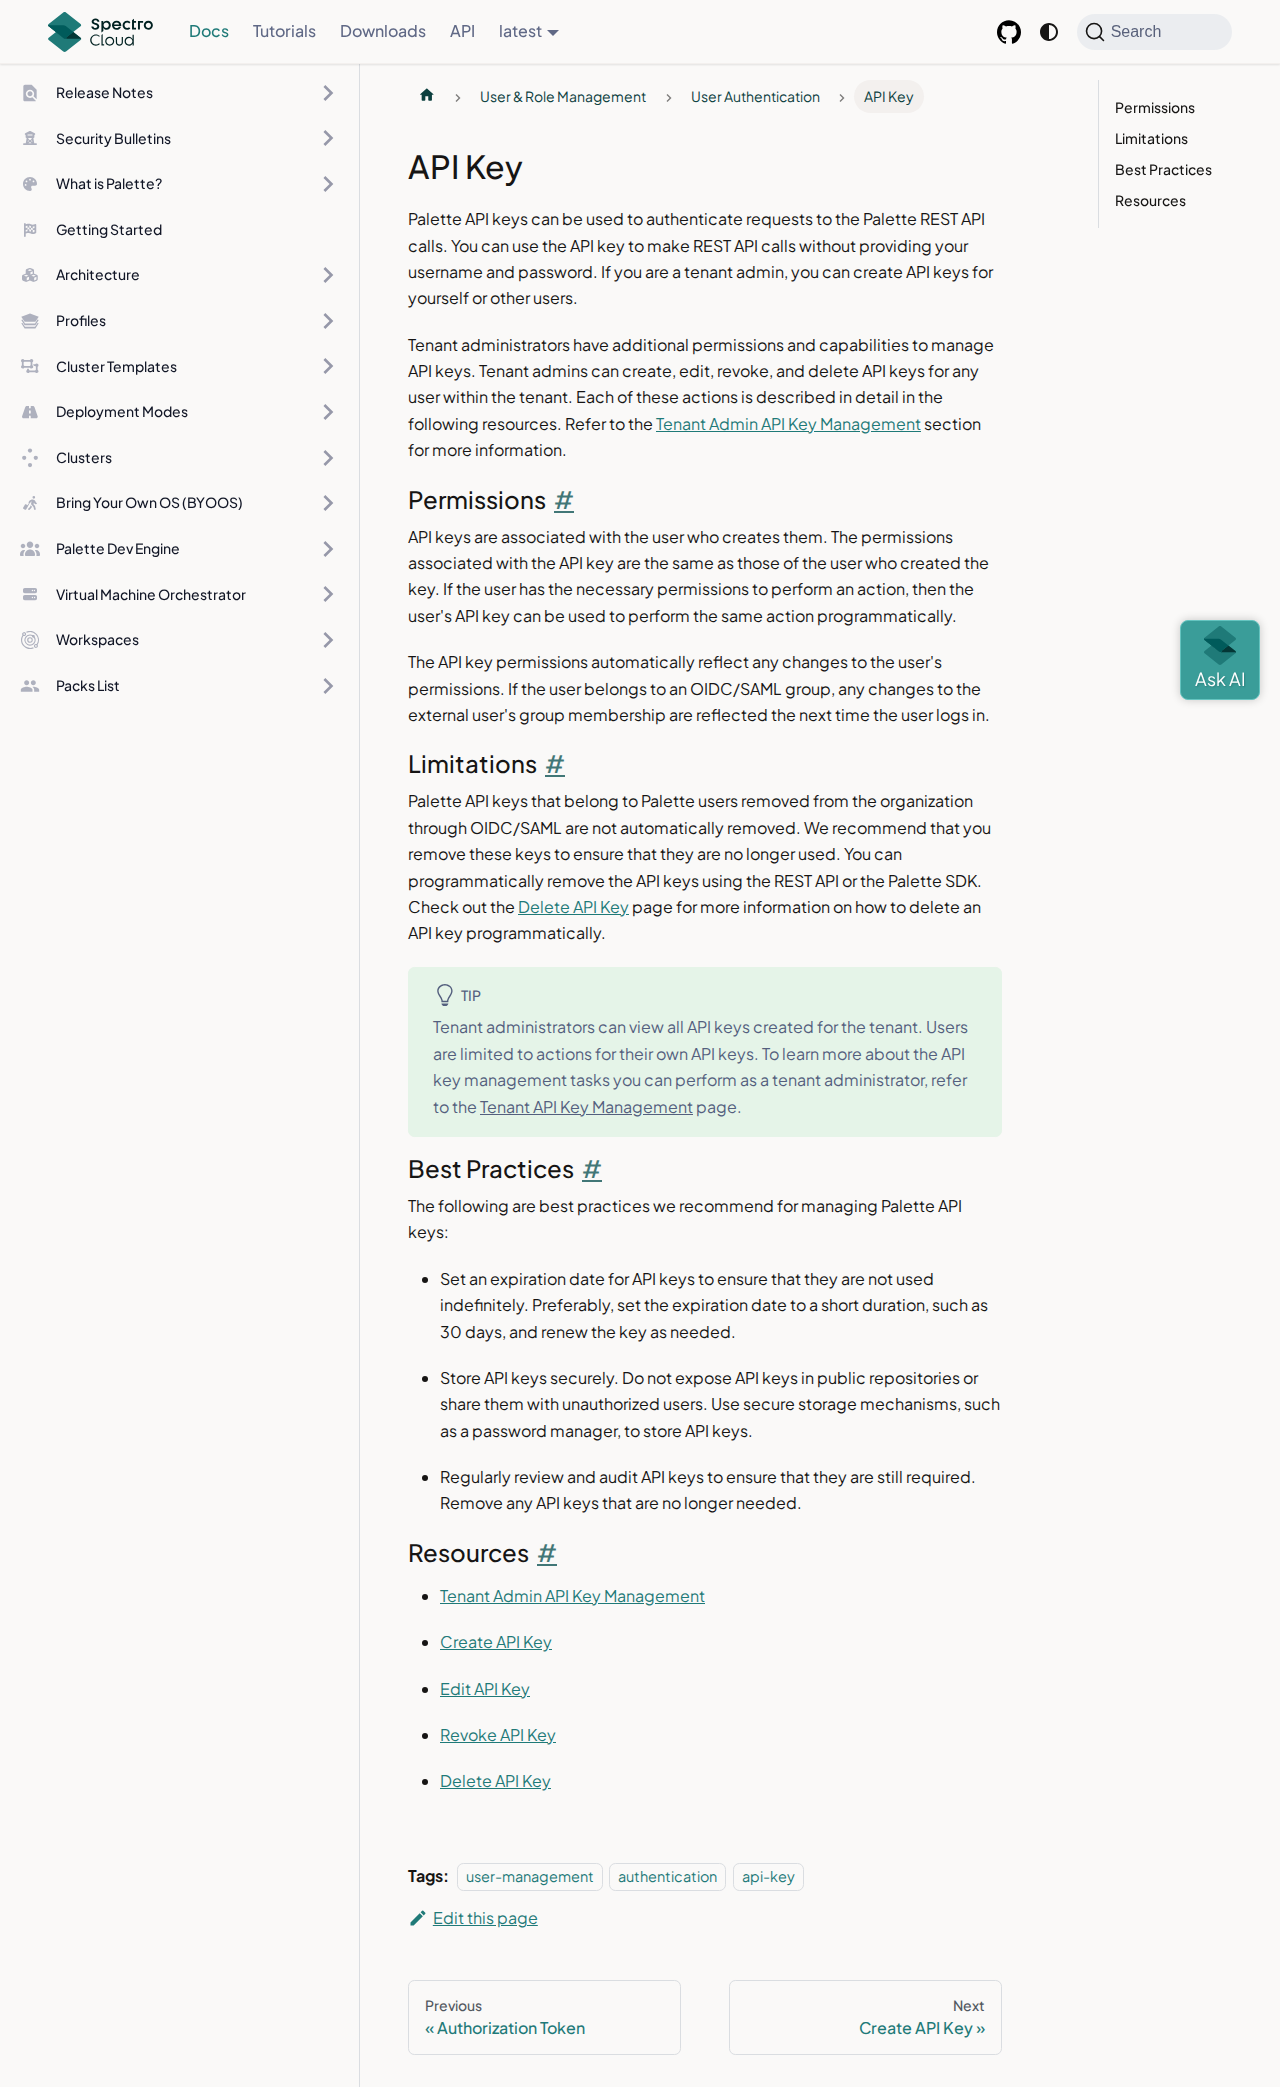 Spectro Cloud
Docs
Tutorials
Downloads
API
latest
Search
Release Notes
Security Bulletins
What is Palette?
Getting Started
Architecture
Profiles
Cluster Templates
Deployment Modes
Clusters
Bring Your Own OS (BYOOS)
Palette Dev Engine
Virtual Machine Orchestrator
Workspaces
Packs List
User & Role Management
User Authentication
API Key
API Key
Palette API keys can be used to authenticate requests to the Palette REST API
calls. You can use the API key to make REST API calls without providing your
username and password. If you are a tenant admin, you can create API keys for
yourself or other users.
Tenant administrators have additional permissions and capabilities to manage
API keys. Tenant admins can create, edit, revoke, and delete API keys for any
user within the tenant. Each of these actions is described in detail in the
following resources. Refer to the Tenant Admin API Key Management section
for more information.
Permissions #
API keys are associated with the user who creates them. The permissions
associated with the API key are the same as those of the user who created the
key. If the user has the necessary permissions to perform an action, then the
user's API key can be used to perform the same action programmatically.
The API key permissions automatically reflect any changes to the user's
permissions. If the user belongs to an OIDC/SAML group, any changes to the
external user's group membership are reflected the next time the user logs in.
Limitations #
Palette API keys that belong to Palette users removed from the organization
through OIDC/SAML are not automatically removed. We recommend that you
remove these keys to ensure that they are no longer used. You can
programmatically remove the API keys using the REST API or the Palette SDK.
Check out the Delete API Key page for more information on how to delete an
API key programmatically.
TIP
Tenant administrators can view all API keys created for the tenant. Users
are limited to actions for their own API keys. To learn more about the API
key management tasks you can perform as a tenant administrator, refer
to the Tenant API Key Management page.
Best Practices #
The following are best practices we recommend for managing Palette API
keys:
Set an expiration date for API keys to ensure that they are not used
indefinitely. Preferably, set the expiration date to a short duration, such as
30 days, and renew the key as needed.
Store API keys securely. Do not expose API keys in public repositories or
share them with unauthorized users. Use secure storage mechanisms, such
as a password manager, to store API keys.
Regularly review and audit API keys to ensure that they are still required.
Remove any API keys that are no longer needed.
Resources #
Tenant Admin API Key Management
Create API Key
Edit API Key
Revoke API Key
Delete API Key
Tags: user-management authentication api-key
Edit this page
Previous
« Authorization Token
Next
Create API Key »
Permissions
Limitations
Best Practices
Resources
Ask AI